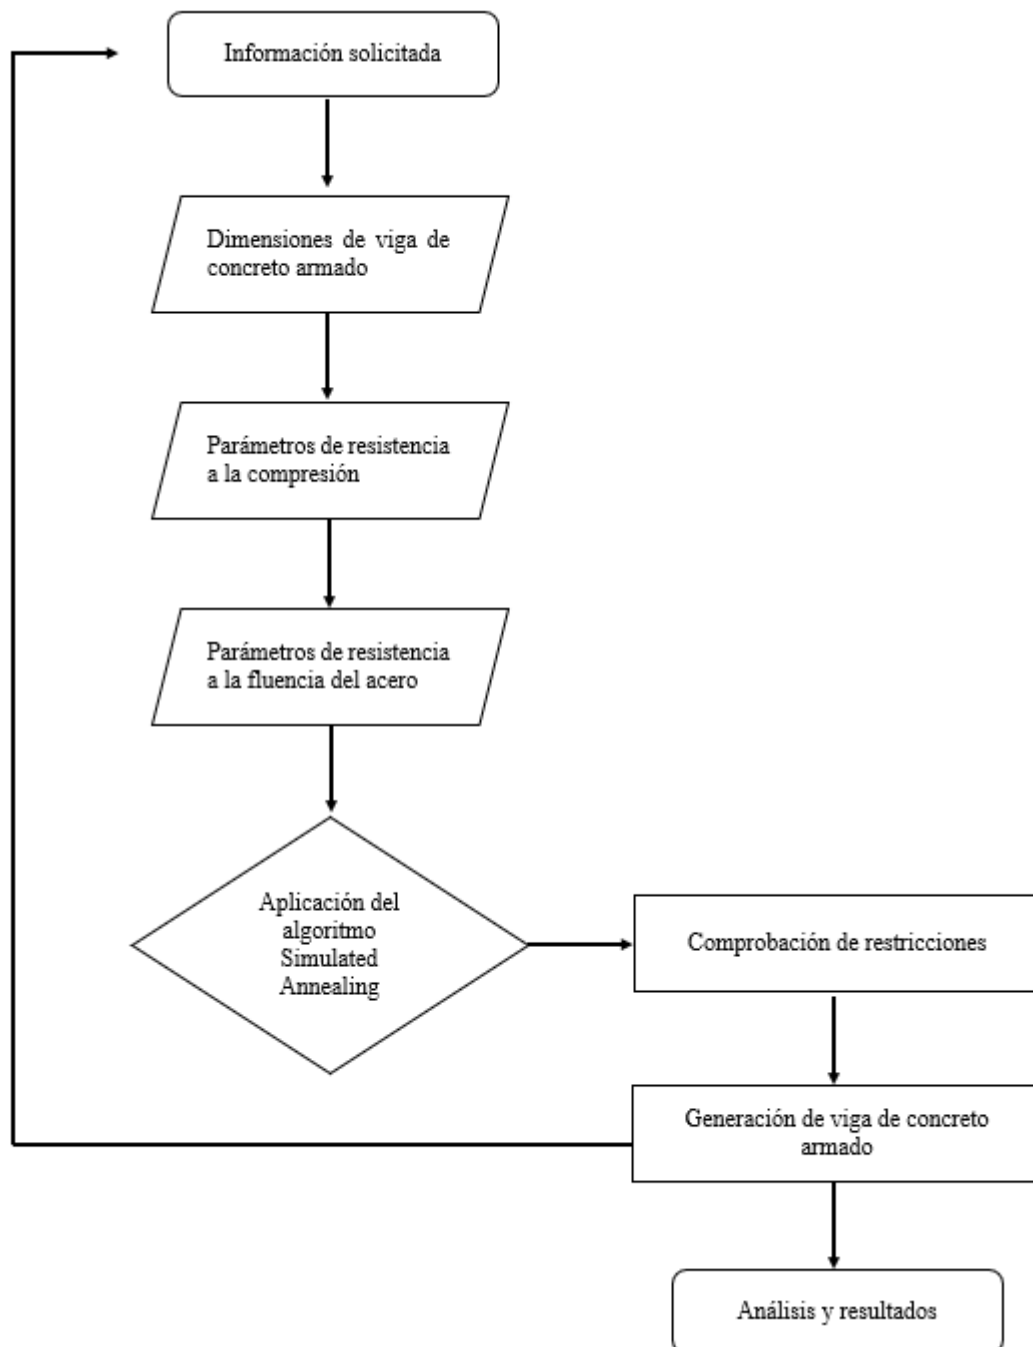 Información solicitada
Dimensiones de viga de
concreto armado
Parámetros de resistencia
a la compresión
Parámetros de resistencia
a la fluencia del acero
Aplicación del
algoritmo
Simulated
Annealing
Comprobación de restricciones
Generación de viga de concreto
armado
Análisis y resultados